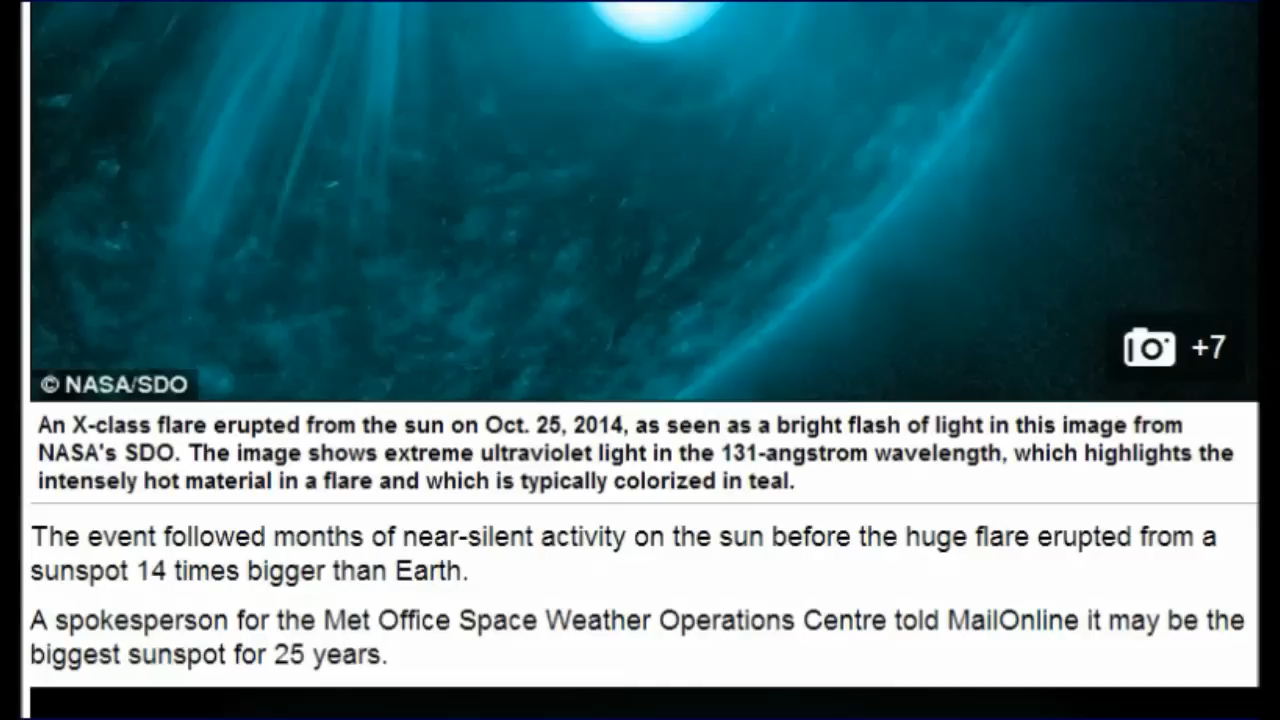 +7
© NASA/SDO
An X-class flare erupted from the sun on Oct. 25, 2014, as seen as a bright flash of light in this image from
NASA's SDO. The image shows extreme ultraviolet light in the 131-angstrom wavelength, which highlights the
intensely hot material in a flare and which is typically colorized in teal.
The event followed months of near-silent activity on the sun before the huge flare erupted from a
sunspot 14 times bigger than Earth.
A spokesperson for the Met Office Space Weather Operations Centre told MailOnline it may be the
biggest sunspot for 25 years.